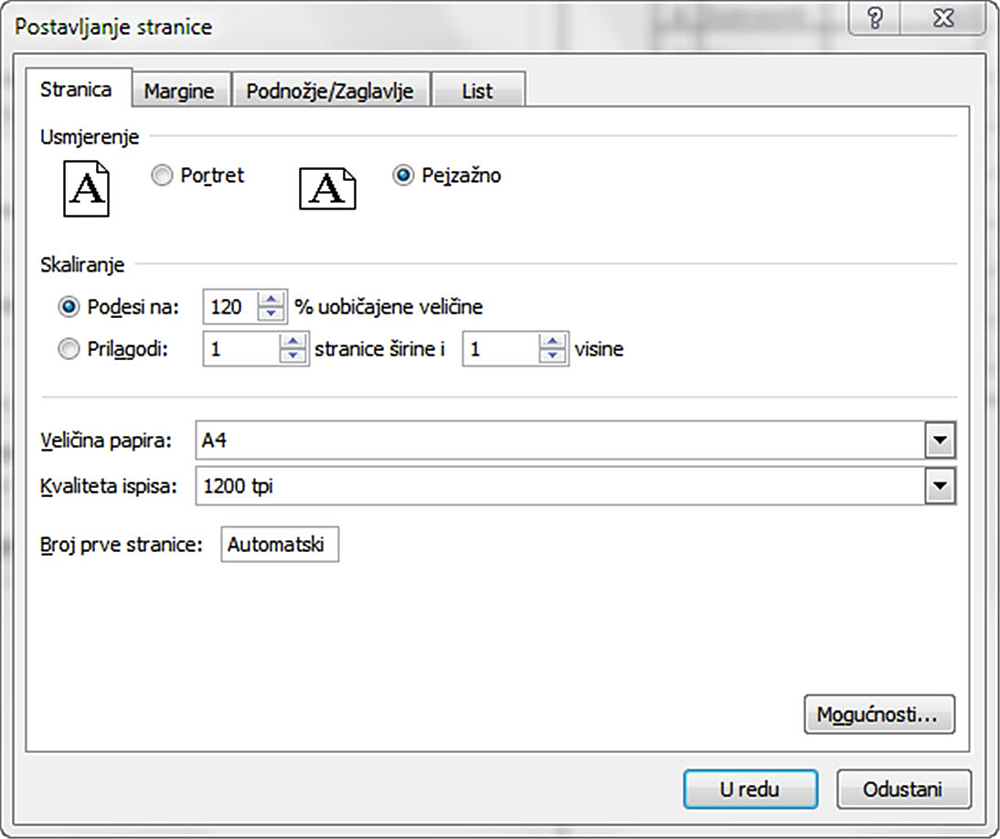 Postavljanje stranice
Stranica Margine Podnožje/Zaglavlje List
Usmjerenje
A Portret A Pejzažno
Skaliranje
Podesi na: 120 % uobičajene veličine
Prilagodi: 1 stranice širine i 1 visine
Veličina papira: A4
Kvaliteta ispisa: 1200 tpi
Broj prve stranice: Automatski
Mogućnosti...
U redu Odustani